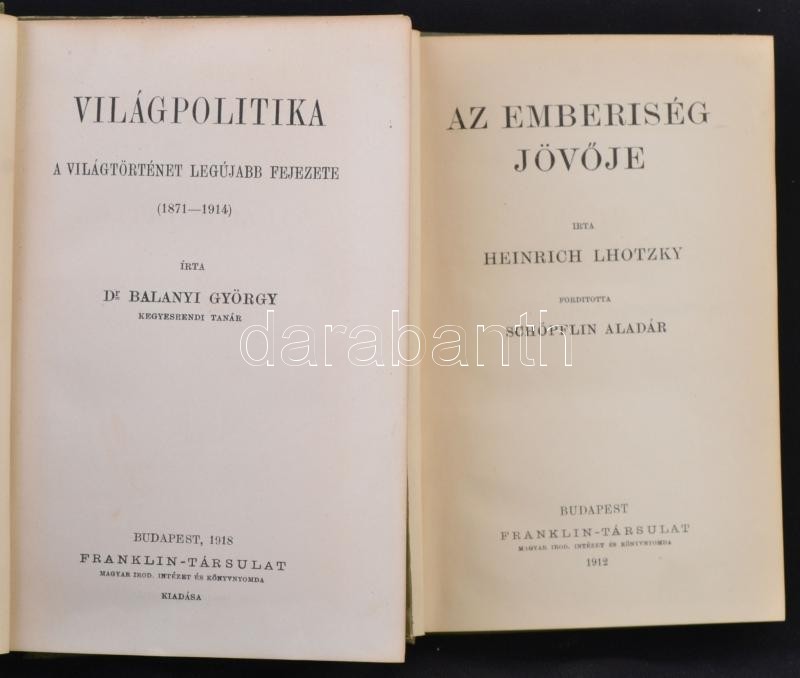 VILÁGPOLITIKA
A VILÁGTÖRTÉNET LEGÚJABB FEJEZETE
(1871—1914)
ÍRTA
Dr BALANYI GYÖRGY
KEGYESRENDI TANÁR
BUDAPEST, 1918
FRANKLIN-TÁRSULAT
MAGYAR IROD. INTÉZET ÉS KÖNYVNYOMDA
KIADÁSA
AZ EMBERISÉG
JÖVŐJE
IRTA
HEINRICH LHOTZKY
FORDITOTTA
SCHÖPFLIN ALADÁR
BUDAPEST
FRANKLIN-TÁRSULAT
MAGYAR IROD. INTÉZET ÉS KÖNYVNYOMDA
1912
darabanth